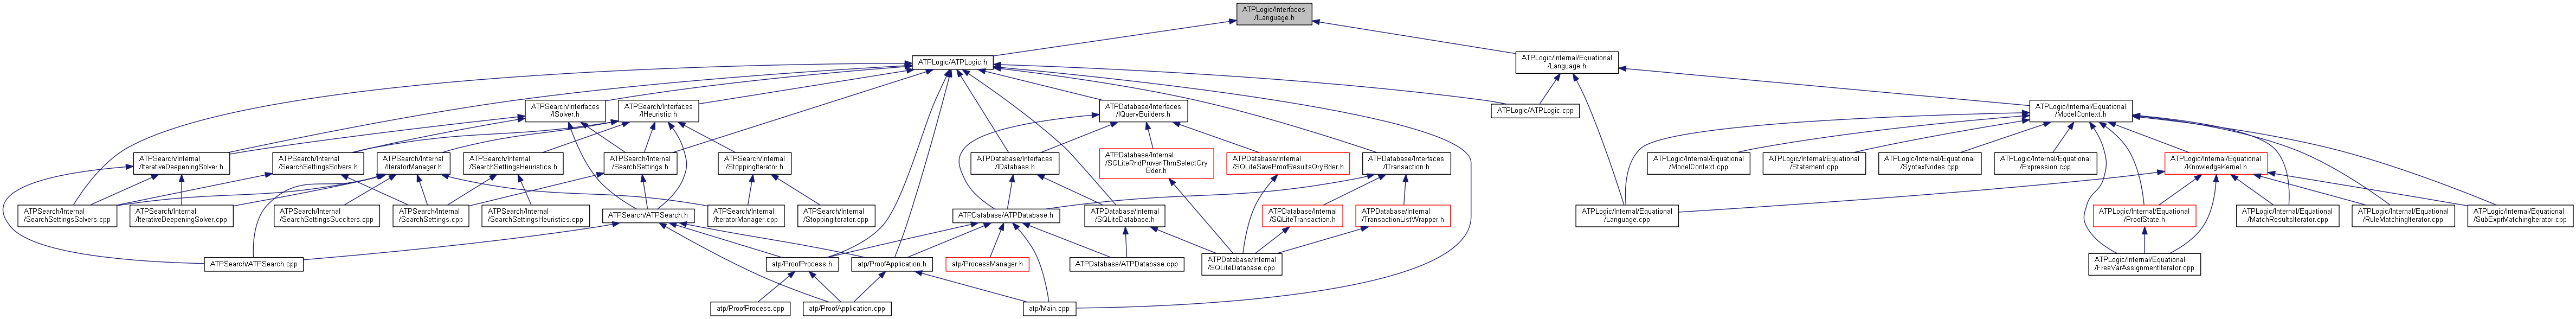 ATPLogic/Interfaces
/ILanguage.h
ATPLogic/ATPLogic.h
ATPLogic/Internal/Equational
/Language.h
ATPSearch/Interfaces
/ISolver.h
ATPSearch/Interfaces
/IHeuristic.h
ATPDatabase/Interfaces
/IQueryBuilders.h
ATPLogic/ATPLogic.cpp
ATPLogic/Internal/Equational
/ModelContext.h
ATPSearch/Internal
/IterativeDeepeningSolver.h
ATPSearch/Internal
/SearchSettingsSolvers.h
ATPSearch/Internal
/IteratorManager.h
ATPSearch/Internal
/SearchSettingsHeuristics.h
ATPSearch/Internal
/SearchSettings.h
ATPSearch/Internal
/StoppingIterator.h
ATPDatabase/Interfaces
/IDatabase.h
ATPDatabase/Internal
/SQLiteRndProvenThmSelectQry
Blder.h
ATPDatabase/Internal
/SQLiteSaveProofResultsQryBder.h
ATPDatabase/Interfaces
/ITransaction.h
ATPLogic/Internal/Equational
/ModelContext.cpp
ATPLogic/Internal/Equational
/Statement.cpp
ATPLogic/Internal/Equational
/SyntaxNodes.cpp
ATPLogic/Internal/Equational
/Expression.cpp
ATPLogic/Internal/Equational
/KnowledgeKernel.h
ATPSearch/Internal
/SearchSettingsSolvers.cpp
ATPSearch/Internal
/IterativeDeepeningSolver.cpp
ATPSearch/Internal
/SearchSettingsSucciters.cpp
ATPSearch/Internal
/SearchSettings.cpp
ATPSearch/Internal
/SearchSettingsHeuristics.cpp
ATPSearch/ATPSearch.h
ATPSearch/Internal
/IteratorManager.cpp
ATPSearch/Internal
/StoppingIterator.cpp
ATPDatabase/ATPDatabase.h
ATPDatabase/Internal
/SQLiteDatabase.h
ATPDatabase/Internal
/SQLiteTransaction.h
ATPDatabase/Internal
/TransactionListWrapper.h
ATPLogic/Internal/Equational
/Language.cpp
ATPLogic/Internal/Equational
/ProofState.h
ATPLogic/Internal/Equational
/MatchResultsIterator.cpp
ATPLogic/Internal/Equational
/RuleMatchingIterator.cpp
ATPLogic/Internal/Equational
/SubExprMatchingIterator.cpp
ATPSearch/ATPSearch.cpp
atp/ProofProcess.h
atp/ProofApplication.h
atp/ProcessManager.h
ATPDatabase/ATPDatabase.cpp
ATPDatabase/Internal
/SQLiteDatabase.cpp
ATPLogic/Internal/Equational
/FreeVarAssignmentIterator.cpp
atp/ProofProcess.cpp
atp/ProofApplication.cpp
atp/Main.cpp